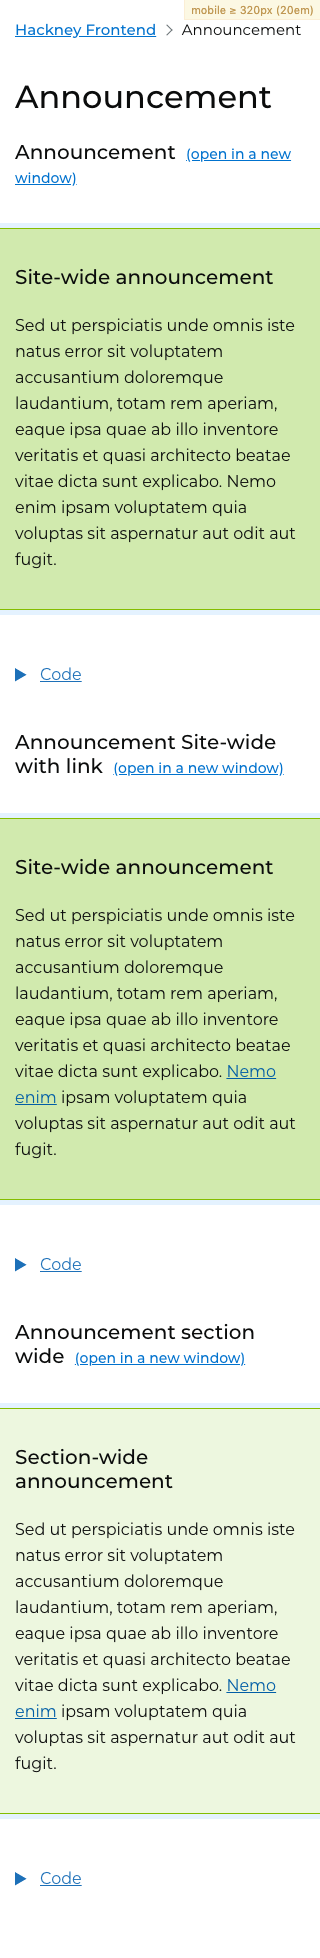 mobile ≥ 320px (20em)
Hackney Frontend > Announcement
Announcement
Announcement (open in a new
window)
Site-wide announcement
Sed ut perspiciatis unde omnis iste
natus error sit voluptatem
accusantium doloremque
laudantium, totam rem aperiam,
eaque ipsa quae ab illo inventore
veritatis et quasi architecto beatae
vitae dicta sunt explicabo. Nemo
enim ipsam voluptatem quia
voluptas sit aspernatur aut odit aut
fugit.
Code
Announcement Site-wide
with link (open in a new window)
Site-wide announcement
Sed ut perspiciatis unde omnis iste
natus error sit voluptatem
accusantium doloremque
laudantium, totam rem aperiam,
eaque ipsa quae ab illo inventore
veritatis et quasi architecto beatae
vitae dicta sunt explicabo. Nemo
enim ipsam voluptatem quia
voluptas sit aspernatur aut odit aut
fugit.
Code
Announcement section
wide (open in a new window)
Section-wide
announcement
Sed ut perspiciatis unde omnis iste
natus error sit voluptatem
accusantium doloremque
laudantium, totam rem aperiam,
eaque ipsa quae ab illo inventore
veritatis et quasi architecto beatae
vitae dicta sunt explicabo. Nemo
enim ipsam voluptatem quia
voluptas sit aspernatur aut odit aut
fugit.
Code